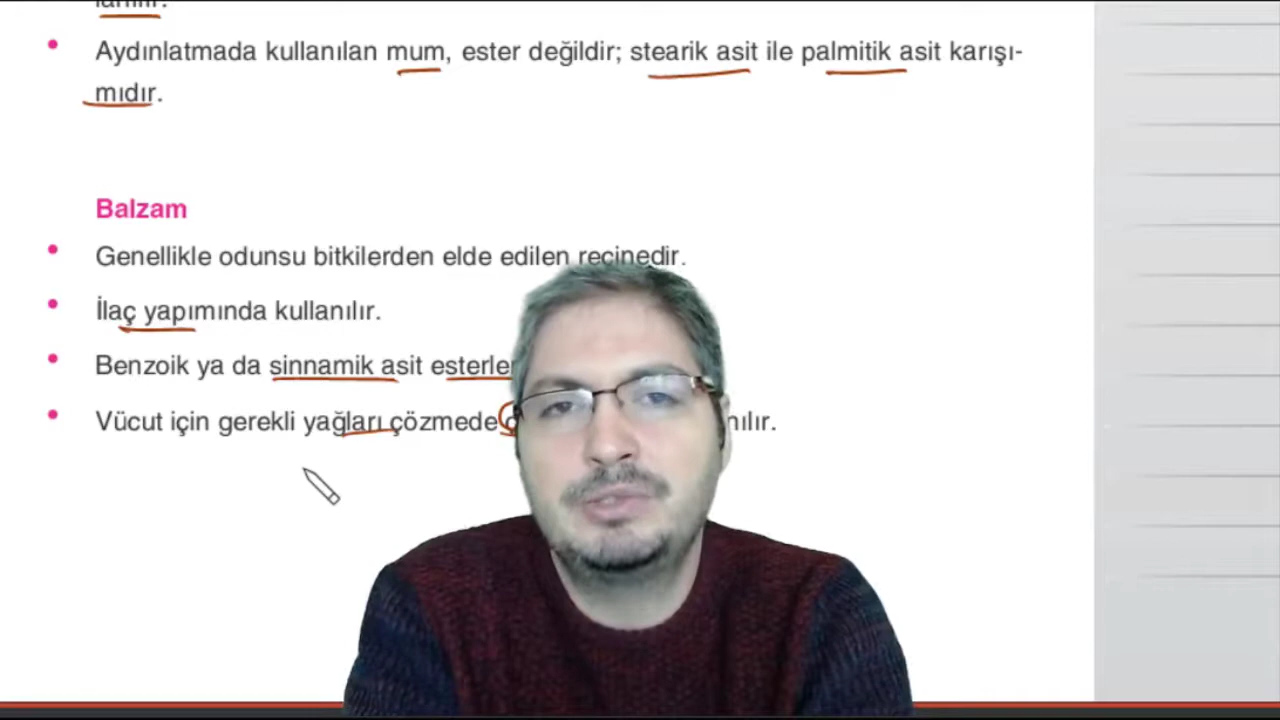 Aydınlatmada kullanılan mum, ester değildir; stearik asit ile palmitik asit karışı-
mıdır.
Balzam
Genellikle odunsu bitkilerden elde edilen reçinedir.
İlaç yapımında kullanılır.
Benzoik ya da sinnamik asit
Vücut için gerekli yağları çözmede